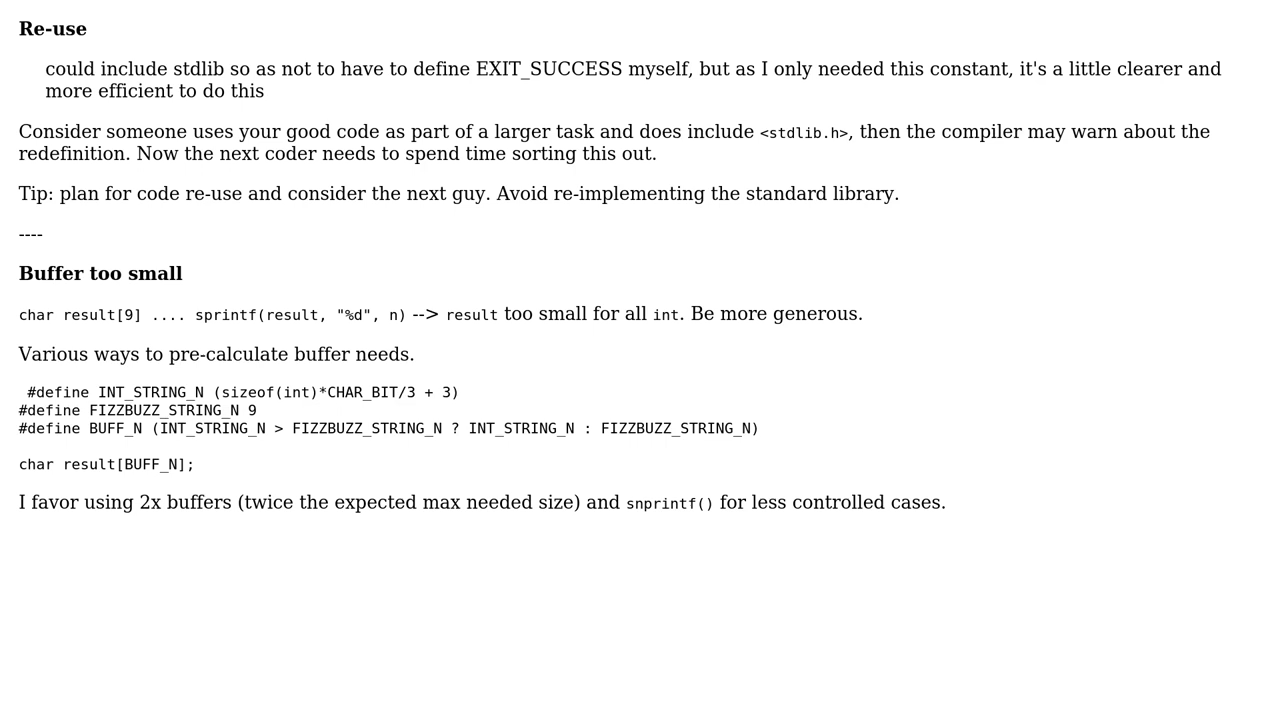 Re-use
could include stdlib so as not to have to define EXIT_SUCCESS myself, but as I only needed this constant, it's a little clearer and
more efficient to do this
Consider someone uses your good code as part of a larger task and does include <stdlib.h>, then the compiler may warn about the
redefinition. Now the next coder needs to spend time sorting this out.
Tip: plan for code re-use and consider the next guy. Avoid re-implementing the standard library.
----
Buffer too small
char result[9] .... sprintf(result, "%d", n) --> result too small for all int. Be more generous.
Various ways to pre-calculate buffer needs.
#define INT_STRING_N (sizeof(int)*CHAR_BIT/3 + 3)
#define FIZZBUZZ_STRING_N 9
#define BUFF_N (INT_STRING_N > FIZZBUZZ_STRING_N ? INT_STRING_N : FIZZBUZZ_STRING_N)
char result[BUFF_N];
I favor using 2x buffers (twice the expected max needed size) and snprintf() for less controlled cases.